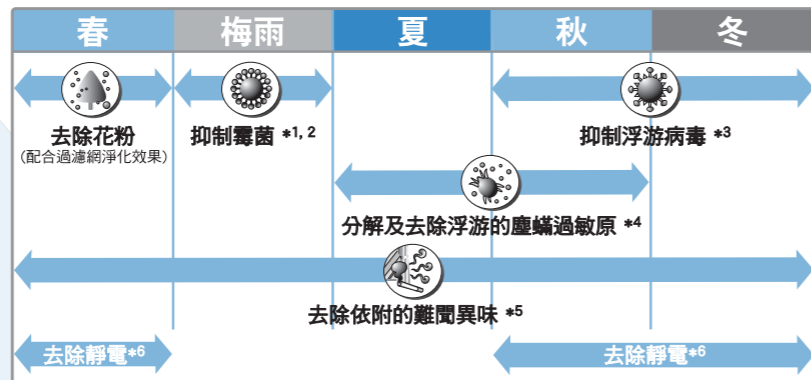 春 梅雨 夏 秋 冬
去除花粉
(配合過濾網淨化效果)
抑制霉菌 *1, 2
抑制浮游病毒 *3
分解及去除浮游的塵蟎過敏原 *4
去除依附的難聞異味 *5
去除靜電*6
去除靜電*6